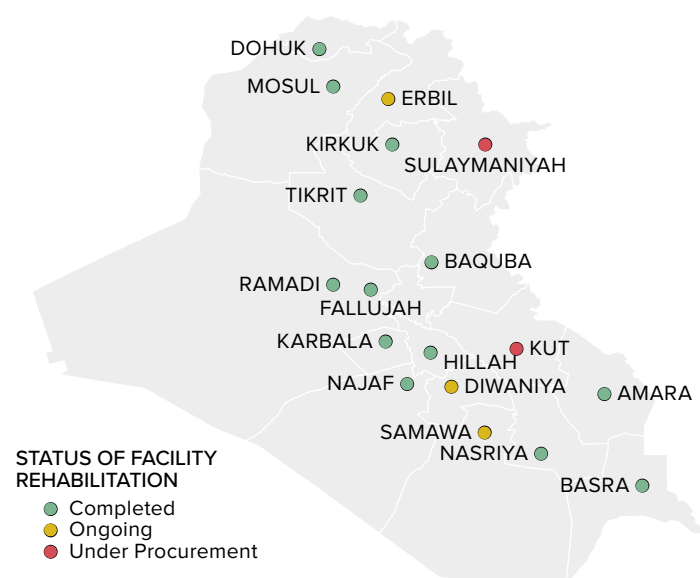 DOHUK
MOSUL
ERBIL
KIRKUK
SULAYMANIYAH
TIKRIT
BAQUBA
RAMADI
FALLUJAH
KARBALA
KUT
HILLAH
NAJAF
DIWANIYA
AMARA
SAMAWA
NASRIYA
BASRA
STATUS OF FACILITY
REHABILITATION
Completed
Ongoing
Under Procurement